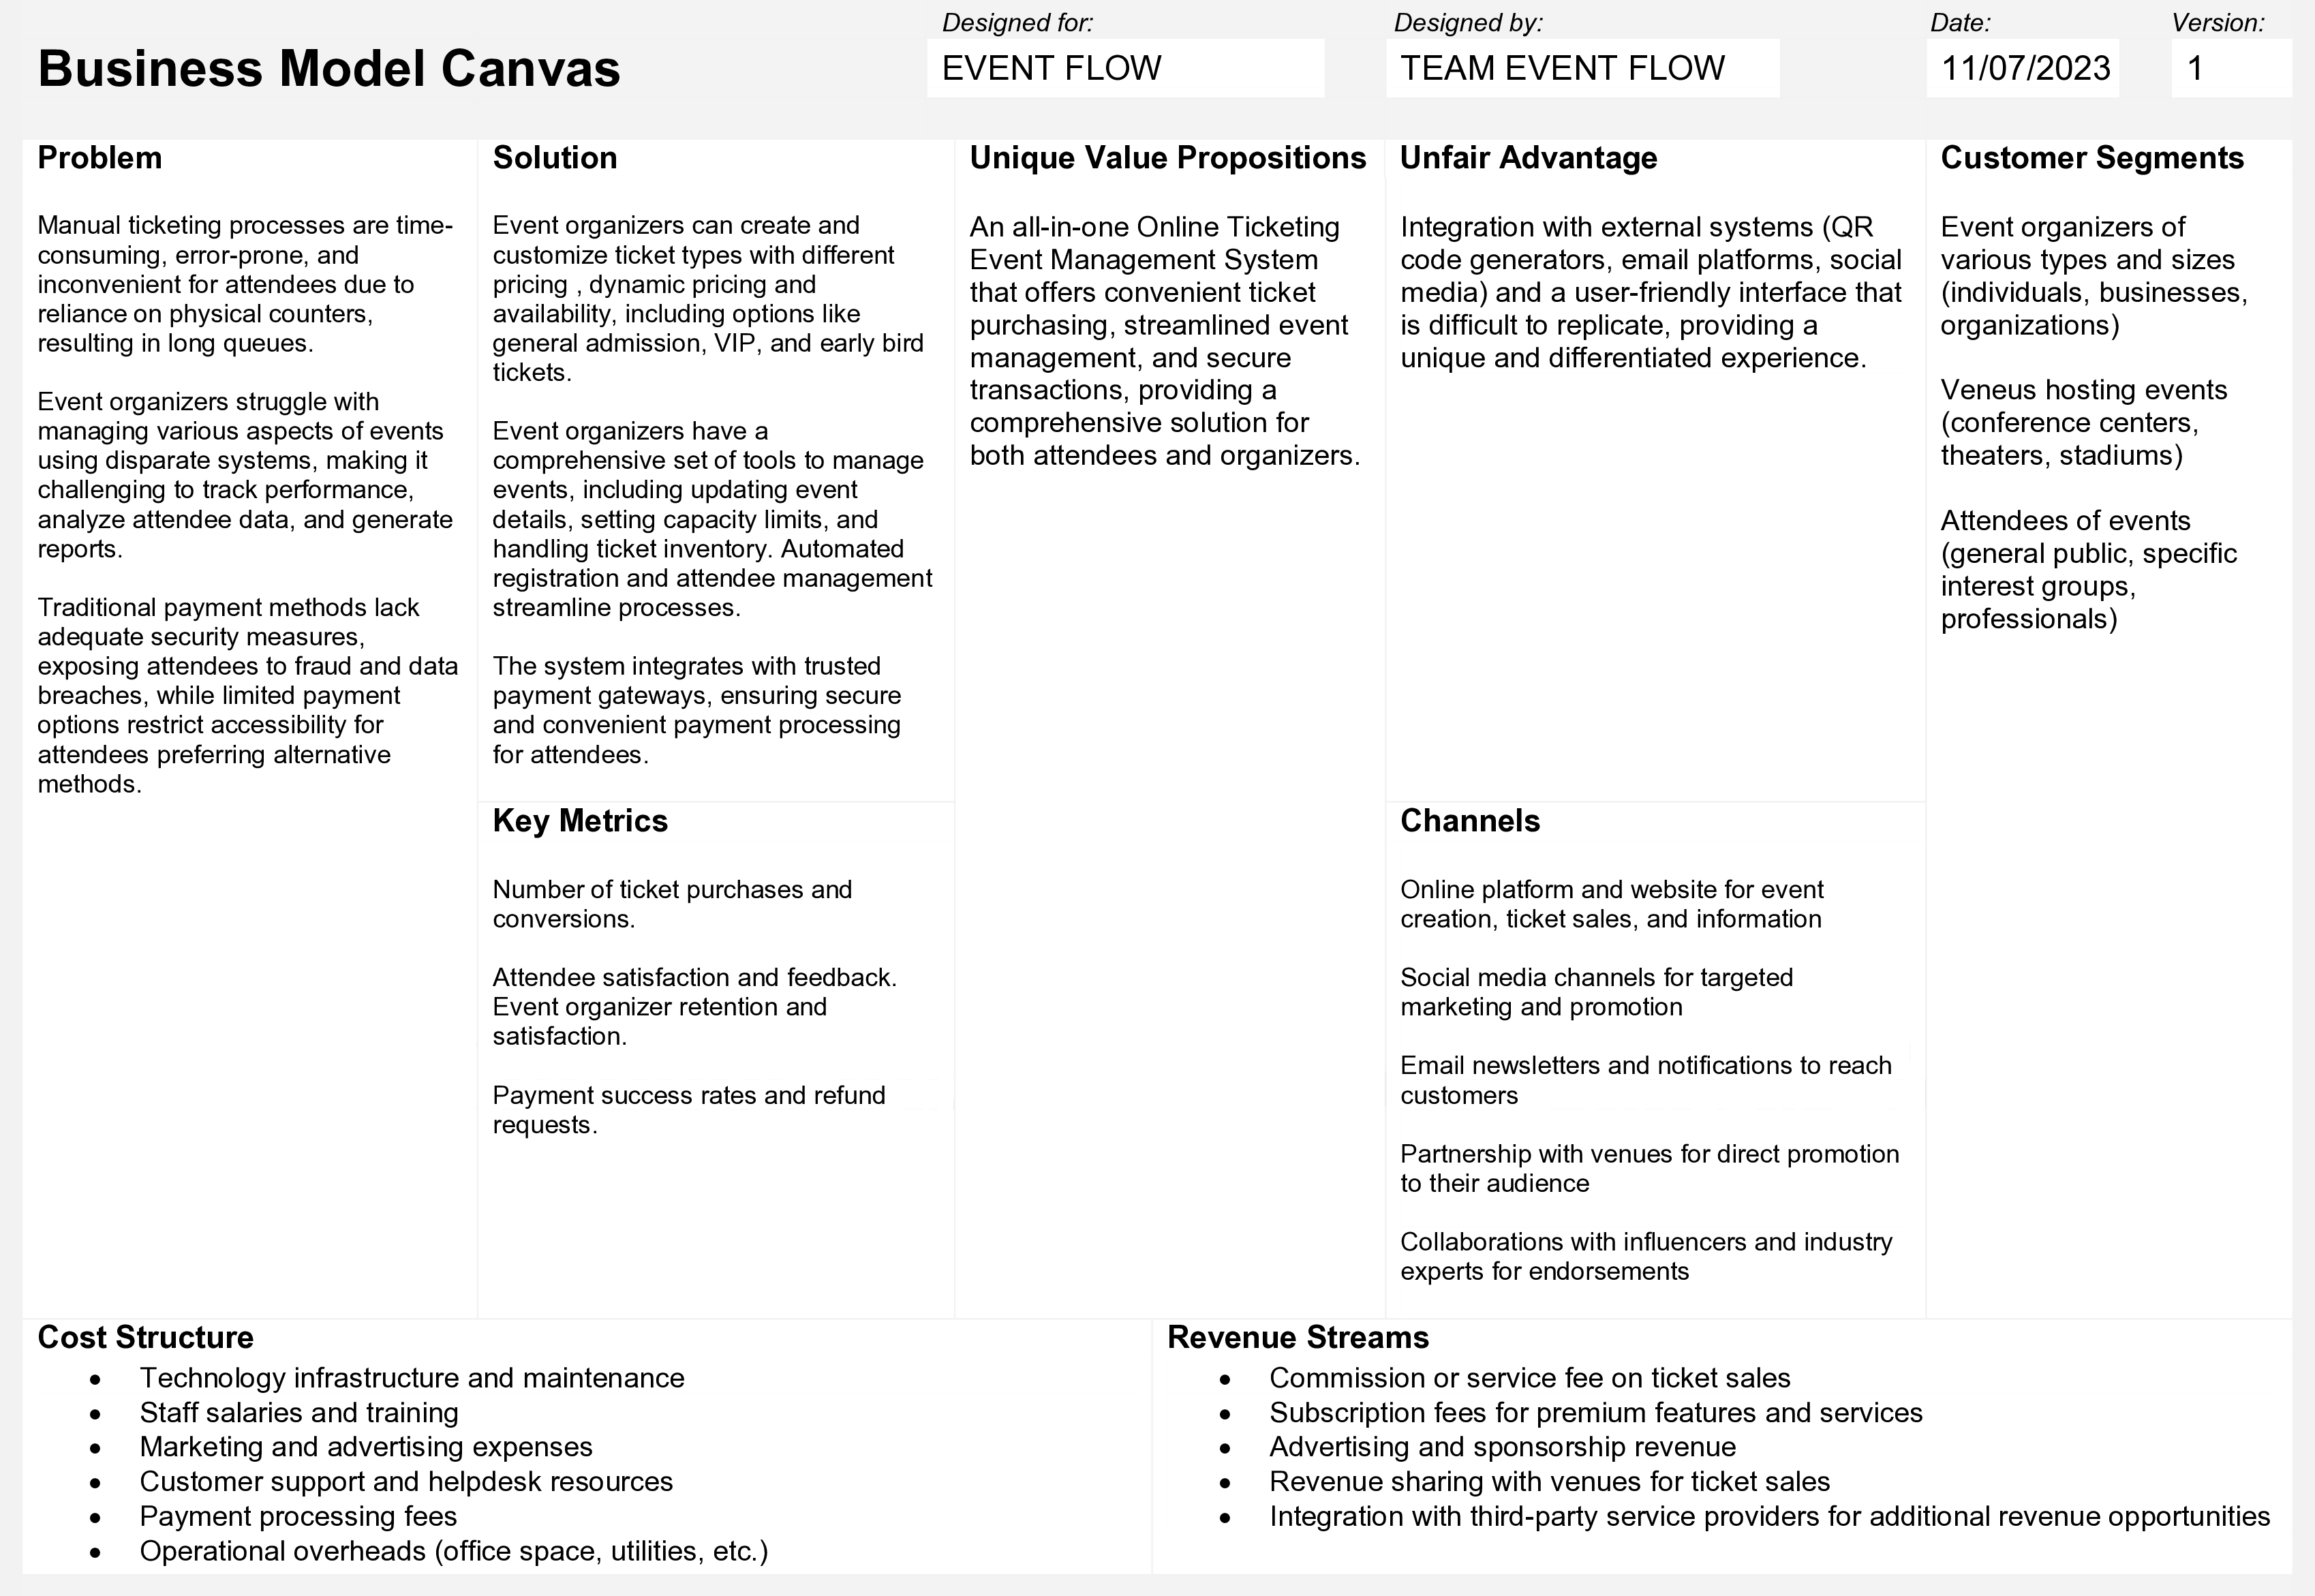 Business Model Canvas
Designed for:
EVENT FLOW
Designed by:
TEAM EVENT FLOW
Date:
11/07/2023
Version:
1
Problem
Manual ticketing processes are time-
consuming, error-prone, and
inconvenient for attendees due to
reliance on physical counters,
resulting in long queues.
Event organizers struggle with
managing various aspects of events
using disparate systems, making it
challenging to track performance,
analyze attendee data, and generate
reports.
Traditional payment methods lack
adequate security measures,
exposing attendees to fraud and data
breaches, while limited payment
options restrict accessibility for
attendees preferring alternative
methods.
Solution
Event organizers can create and
customize ticket types with different
pricing , dynamic pricing and
availability, including options like
general admission, VIP, and early bird
tickets.
Event organizers have a
comprehensive set of tools to manage
events, including updating event
details, setting capacity limits, and
handling ticket inventory. Automated
registration and attendee management
streamline processes.
The system integrates with trusted
payment gateways, ensuring secure
and convenient payment processing
for attendees.
Key Metrics
Number of ticket purchases and
conversions.
Attendee satisfaction and feedback.
Event organizer retention and
satisfaction.
Payment success rates and refund
requests.
Unique Value Propositions
An all-in-one Online Ticketing
Event Management System
that offers convenient ticket
purchasing, streamlined event
management, and secure
transactions, providing a
comprehensive solution for
both attendees and organizers.
Unfair Advantage
Integration with external systems (QR
code generators, email platforms, social
media) and a user-friendly interface that
is difficult to replicate, providing a
unique and differentiated experience.
Channels
Online platform and website for event
creation, ticket sales, and information
Social media channels for targeted
marketing and promotion
Email newsletters and notifications to reach
customers
Partnership with venues for direct promotion
to their audience
Collaborations with influencers and industry
experts for endorsements
Customer Segments
Event organizers of
various types and sizes
(individuals, businesses,
organizations)
Veneus hosting events
(conference centers,
theaters, stadiums)
Attendees of events
(general public, specific
interest groups,
professionals)
Cost Structure
• Technology infrastructure and maintenance
• Staff salaries and training
• Marketing and advertising expenses
• Customer support and helpdesk resources
• Payment processing fees
• Operational overheads (office space, utilities, etc.)
Revenue Streams
• Commission or service fee on ticket sales
• Subscription fees for premium features and services
• Advertising and sponsorship revenue
• Revenue sharing with venues for ticket sales
• Integration with third-party service providers for additional revenue opportunities